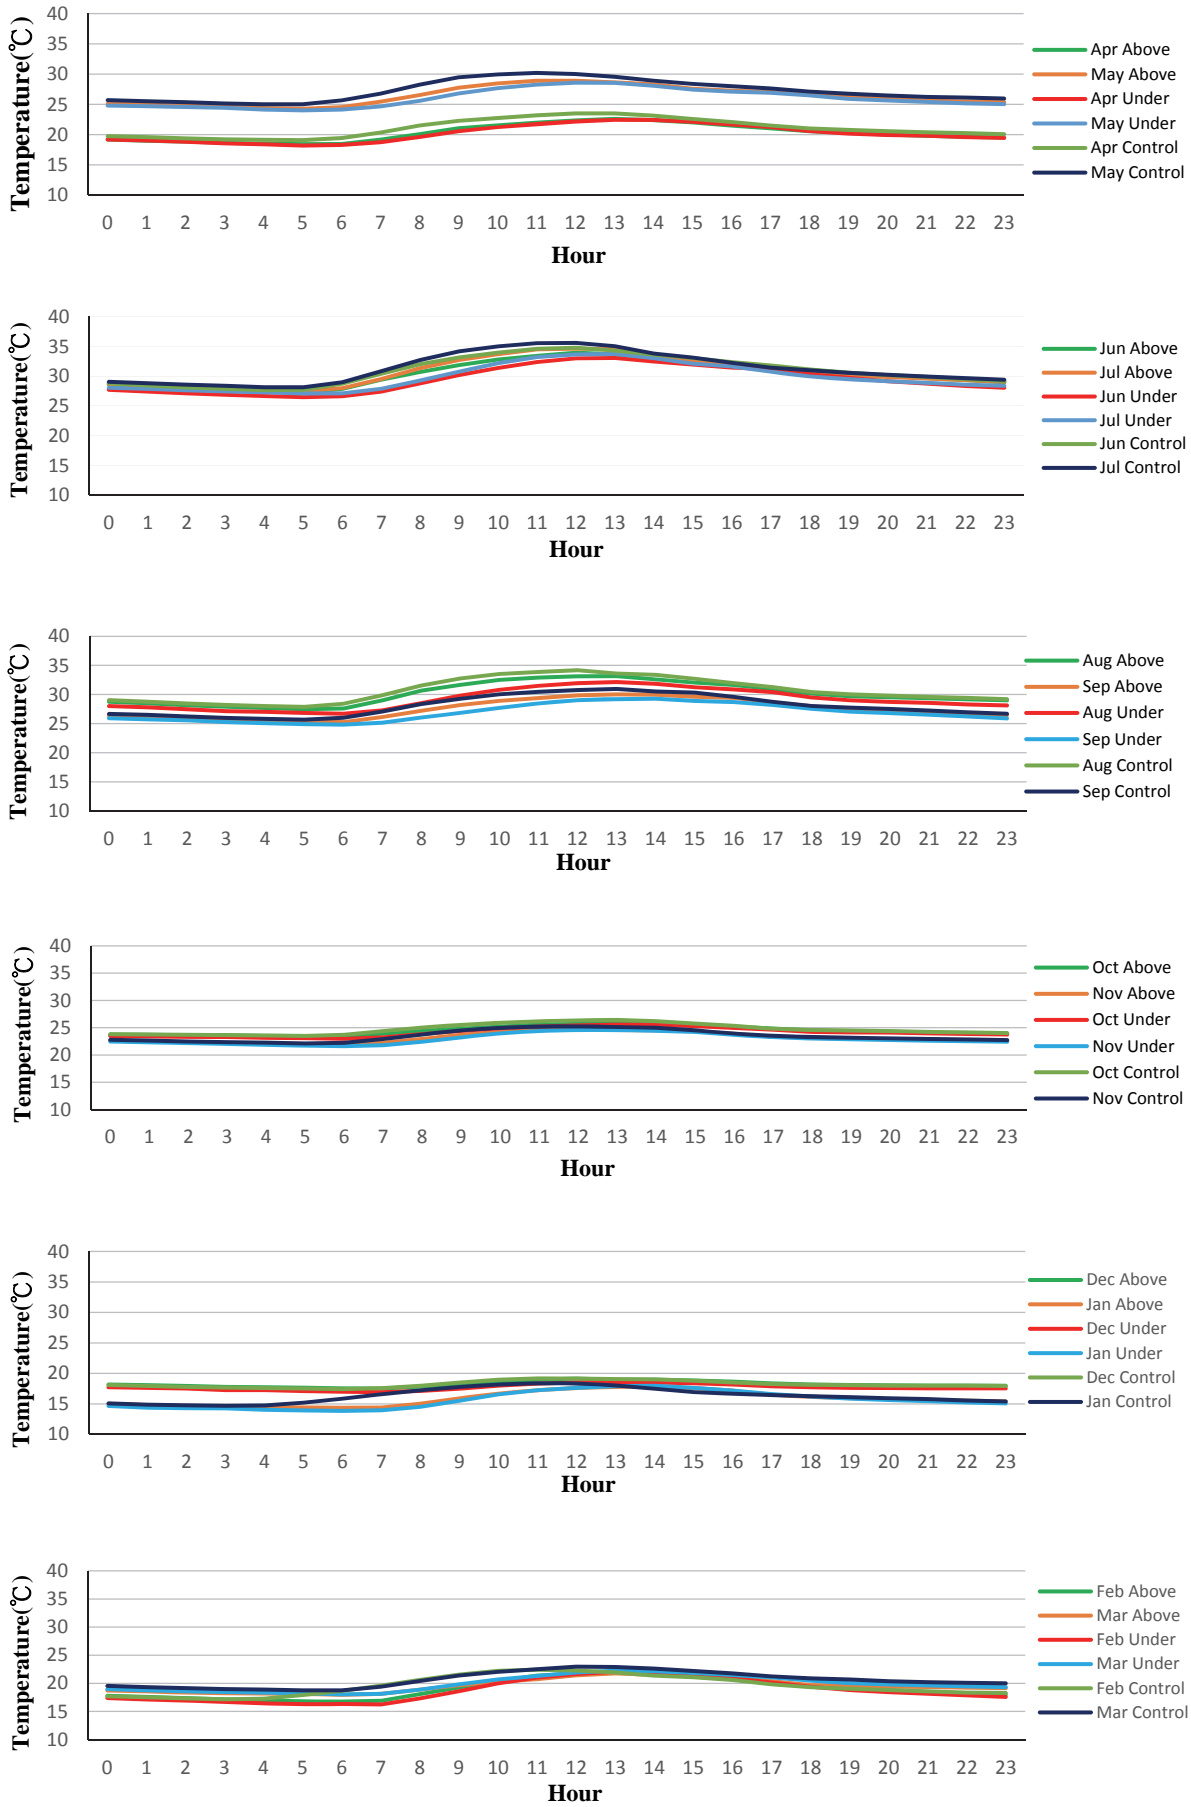 Temperature(℃)
40
35
30
25
20
15
10
0 1 2 3 4 5 6 7 8 9 10 11 12 13 14 15 16 17 18 19 20 21 22 23
Hour
Apr Above
May Above
Apr Under
May Under
Apr Control
May Control
Temperature(℃)
40
35
30
25
20
15
10
0 1 2 3 4 5 6 7 8 9 10 11 12 13 14 15 16 17 18 19 20 21 22 23
Hour
Jun Above
Jul Above
Jun Under
Jul Under
Jun Control
Jul Control
Temperature(℃)
40
35
30
25
20
15
10
0 1 2 3 4 5 6 7 8 9 10 11 12 13 14 15 16 17 18 19 20 21 22 23
Hour
Aug Above
Sep Above
Aug Under
Sep Under
Aug Control
Sep Control
Temperature(℃)
40
35
30
25
20
15
10
0 1 2 3 4 5 6 7 8 9 10 11 12 13 14 15 16 17 18 19 20 21 22 23
Hour
Oct Above
Nov Above
Oct Under
Nov Under
Oct Control
Nov Control
Temperature(℃)
40
35
30
25
20
15
10
0 1 2 3 4 5 6 7 8 9 10 11 12 13 14 15 16 17 18 19 20 21 22 23
Hour
Dec Above
Jan Above
Dec Under
Jan Under
Dec Control
Jan Control
Temperature(℃)
40
35
30
25
20
15
10
0 1 2 3 4 5 6 7 8 9 10 11 12 13 14 15 16 17 18 19 20 21 22 23
Hour
Feb Above
Mar Above
Feb Under
Mar Under
Feb Control
Mar Control